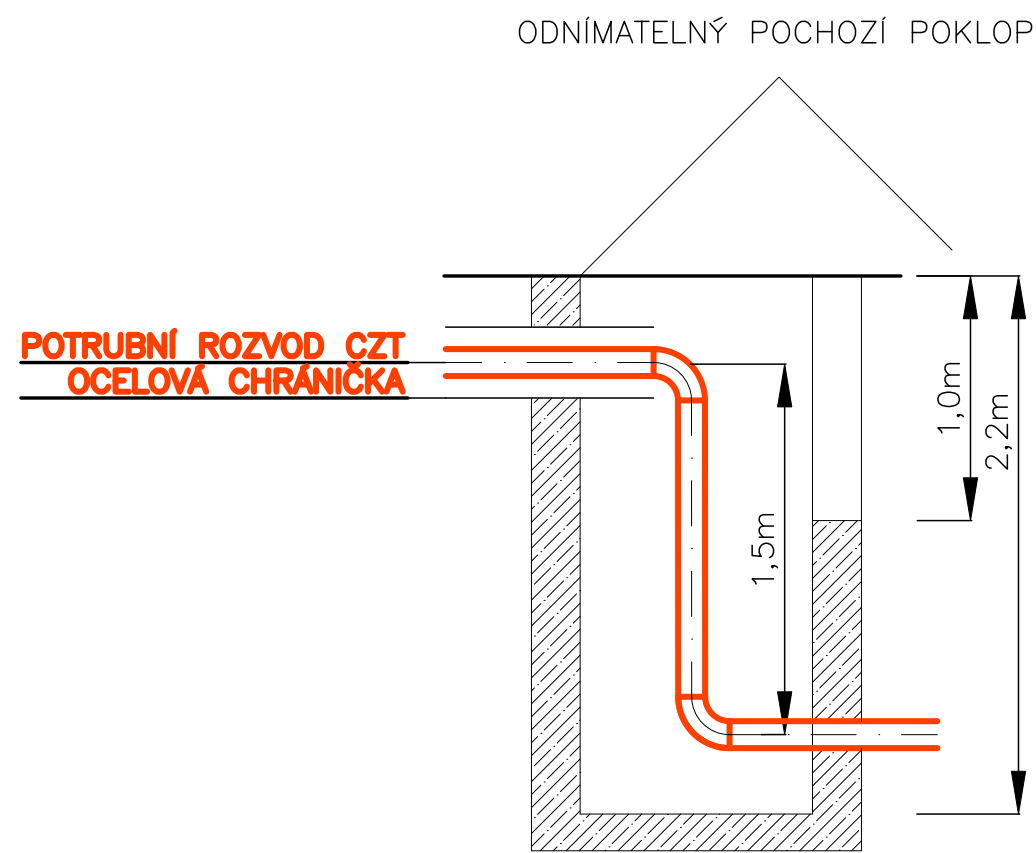 ODNÍMATELNÝ POCHOZÍ POKLOP
POTRUBNÍ ROZVOD CZT
OCELOVÁ CHRÁNIČKA
1,0m
2,2m
1,5m